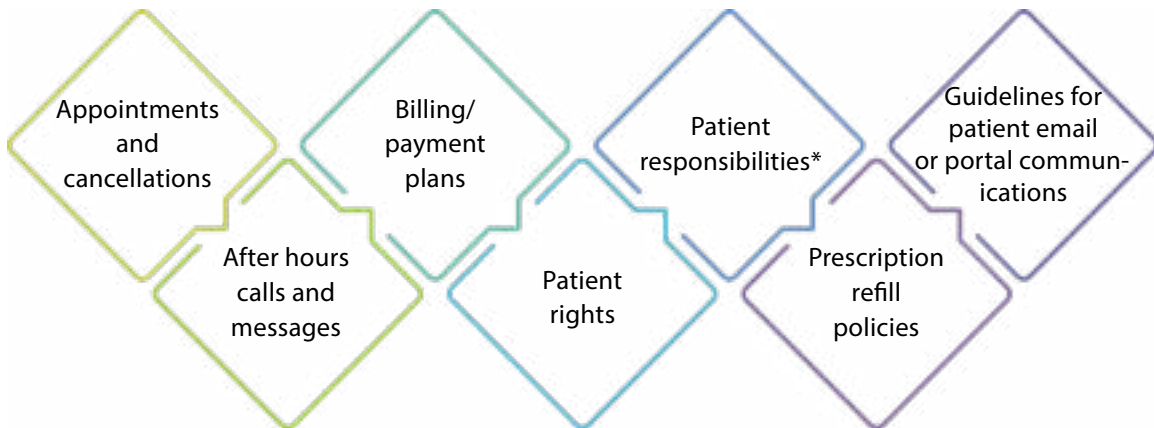 Appointments
and
cancellations
After hours
calls and
messages
Billing/
payment
plans
Patient
rights
Patient
responsibilities*
Prescription
refill
policies
Guidelines for
patient email
or portal commun-
ications